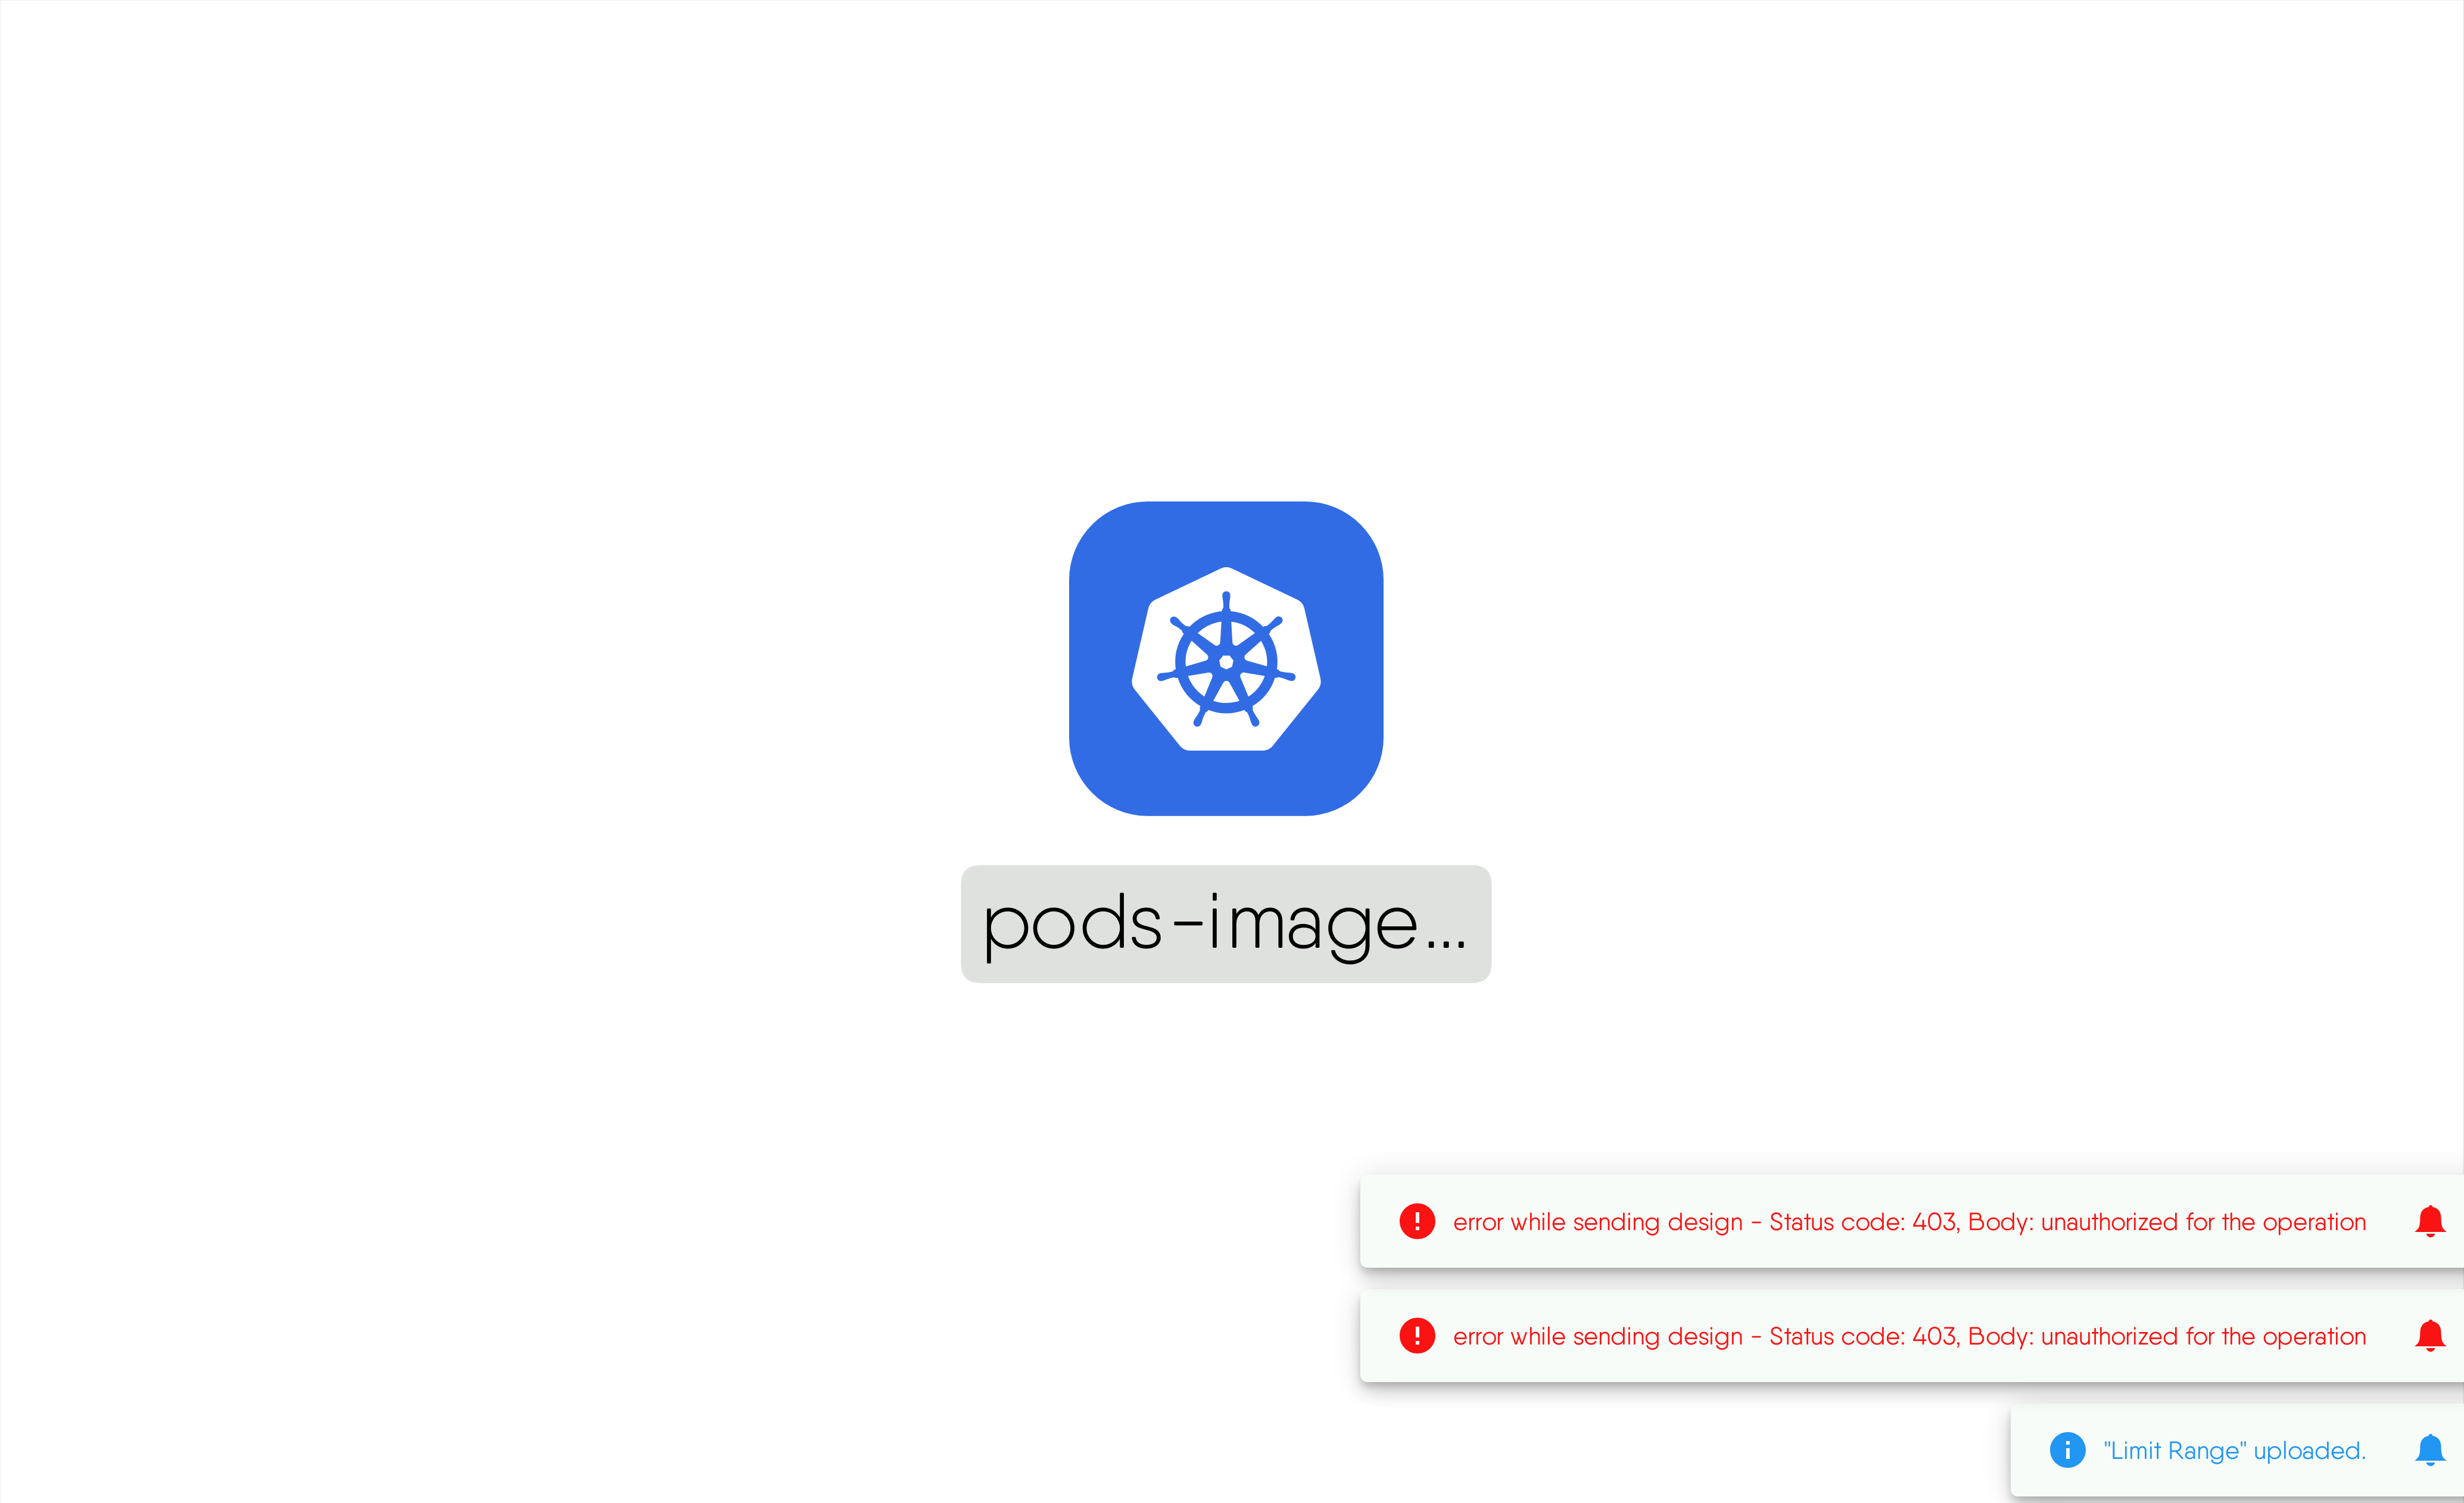 pods-image...
error while sending design - Status code: 403, Body: unauthorized for the operation
error while sending design - Status code: 403, Body: unauthorized for the operation
"Limit Range" uploaded.